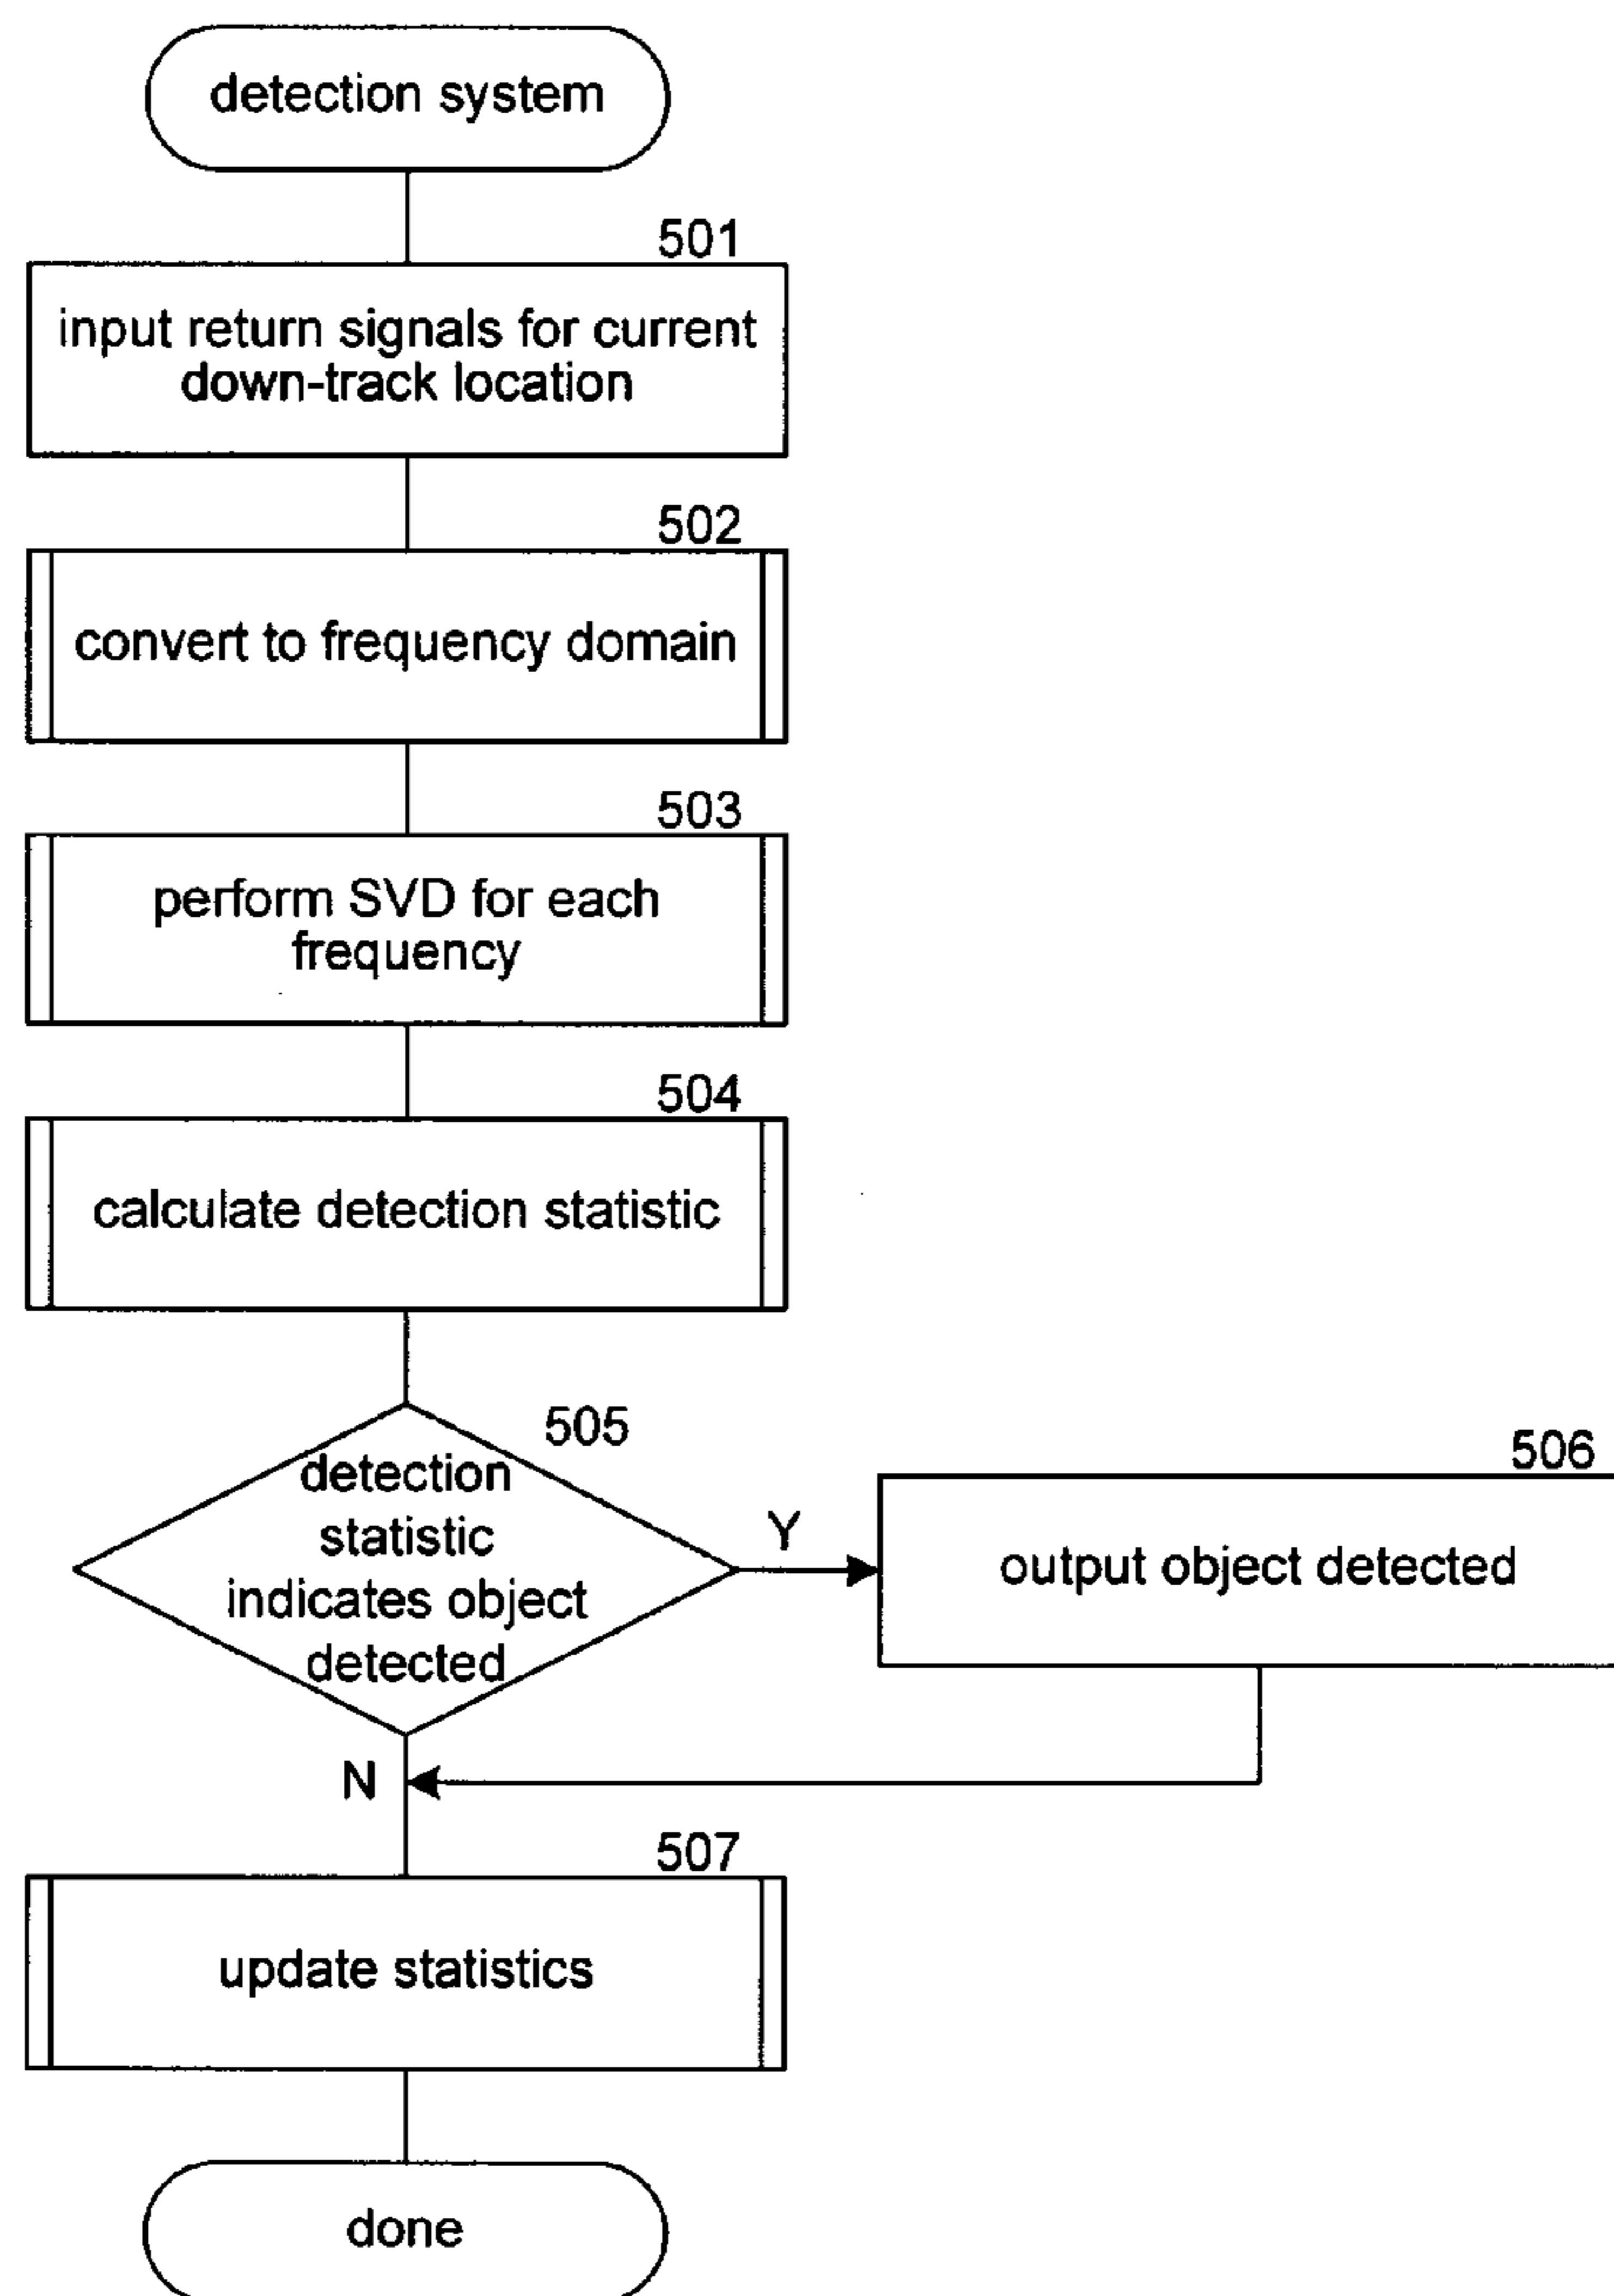 detection system
501
input return signals for current
down-track location
502
convert to frequency domain
503
perform SVD for each
frequency
504
calculate detection statistic
505
detection
statistic
indicates object
detected
Y
506
output object detected
N
507
update statistics
done